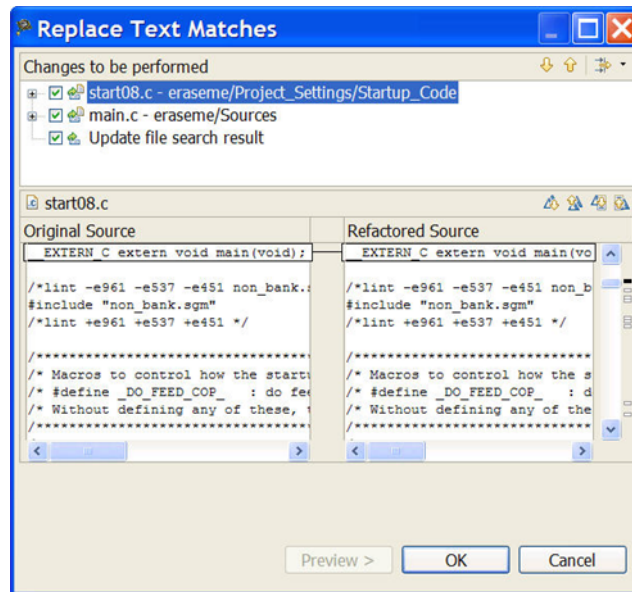 Replace Text Matches
Changes to be performed
start08.c - eraseme/Project_Settings/Startup_Code
main.c - eraseme/Sources
Update file search result
start08.c
Original Source
Refactored Source
__EXTERN_C extern void main(void);
__EXTERN_C extern void main(vo
/*lint -e961 -e537 -e451 non_bank.
/*lint -e961 -e537 -e451 non_b
#include "non_bank.sgm"
#include "non_bank.sgm"
/*lint +e961 +e537 +e451 */
/*lint +e961 +e537 +e451 */
/***********************************
/******************************
/* Macros to control how the
/* Macros to control how the s
/* #define _DO_FEED_COP_  : do fee
/* #define _DO_FEED_COP_  : d
/* Without defining any of these,
/* Without defining any of the
/***********************************
/******************************
Preview >
OK
Cancel